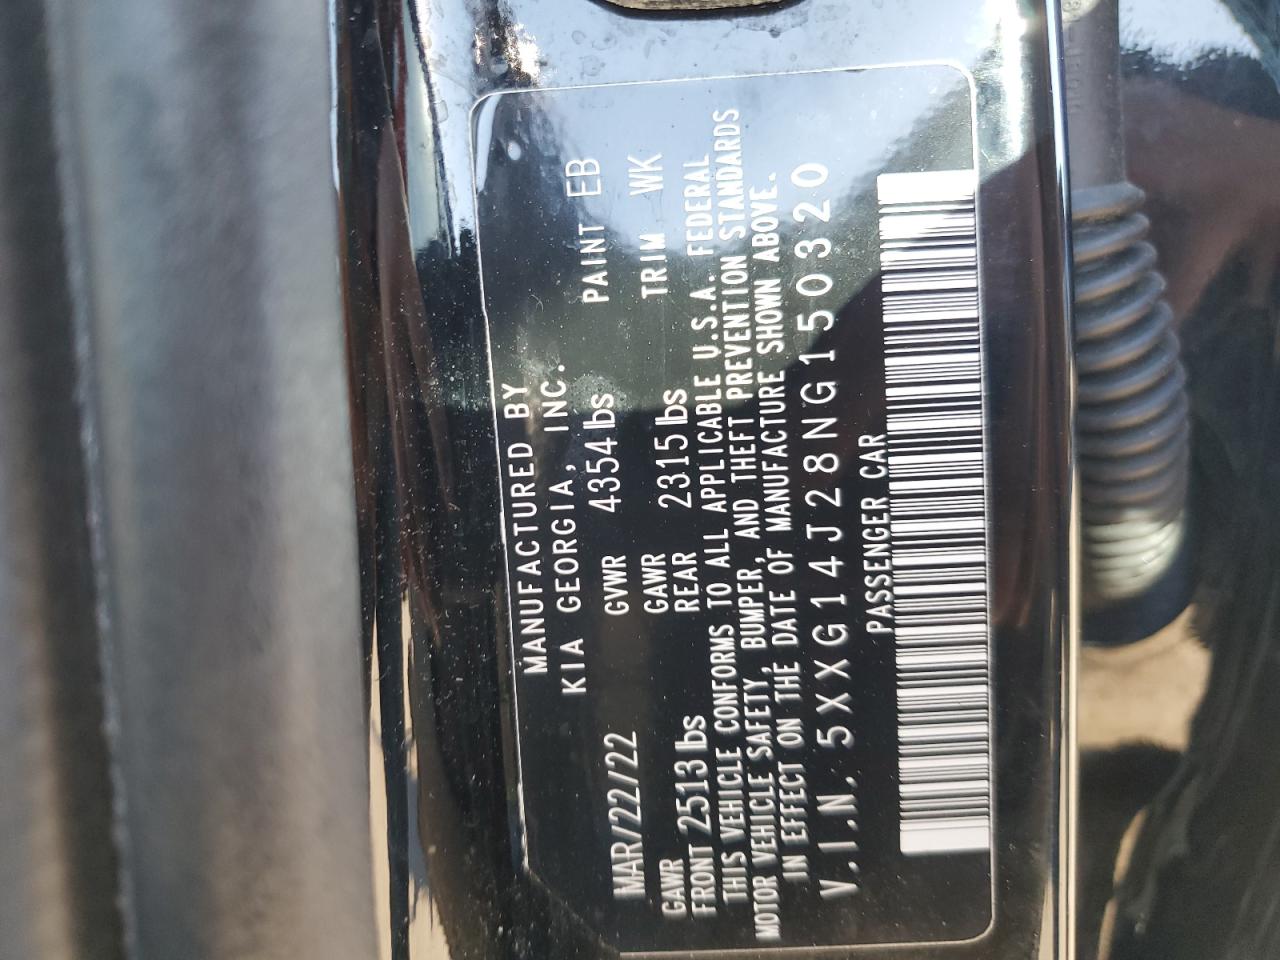 MANUFACTURED BY
KIA GEORGIA, INC.
MAR/22/22 GVWR 4354 lbs PAINT EB
GAWR FRONT 2513 lbs GAWR REAR 2315 lbs TRIM WK
THIS VEHICLE CONFORMS TO ALL APPLICABLE U.S.A. FEDERAL
MOTOR VEHICLE SAFETY, BUMPER, AND THEFT PREVENTION STANDARDS
IN EFFECT ON THE DATE OF MANUFACTURE SHOWN ABOVE.
V.I.N. 5XXG14J28NG150320
PASSENGER CAR